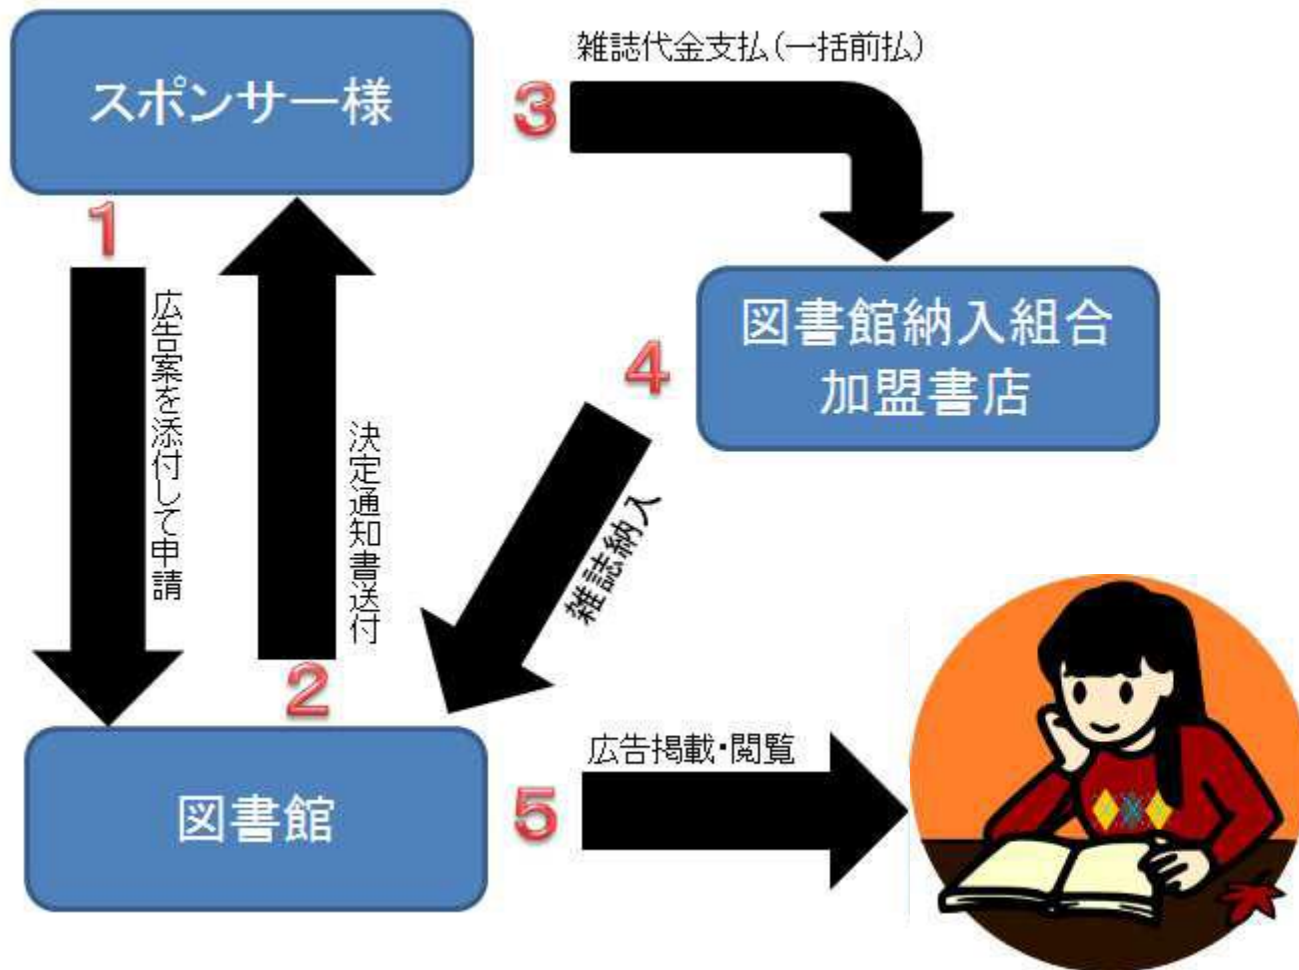 スポンサー様
1
広告案を添付して申請
2
決定通知書送付
3
雑誌代金支払(一括前払)
図書館納入組合
加盟書店
4
雑誌納入
図書館
5
広告掲載・閲覧